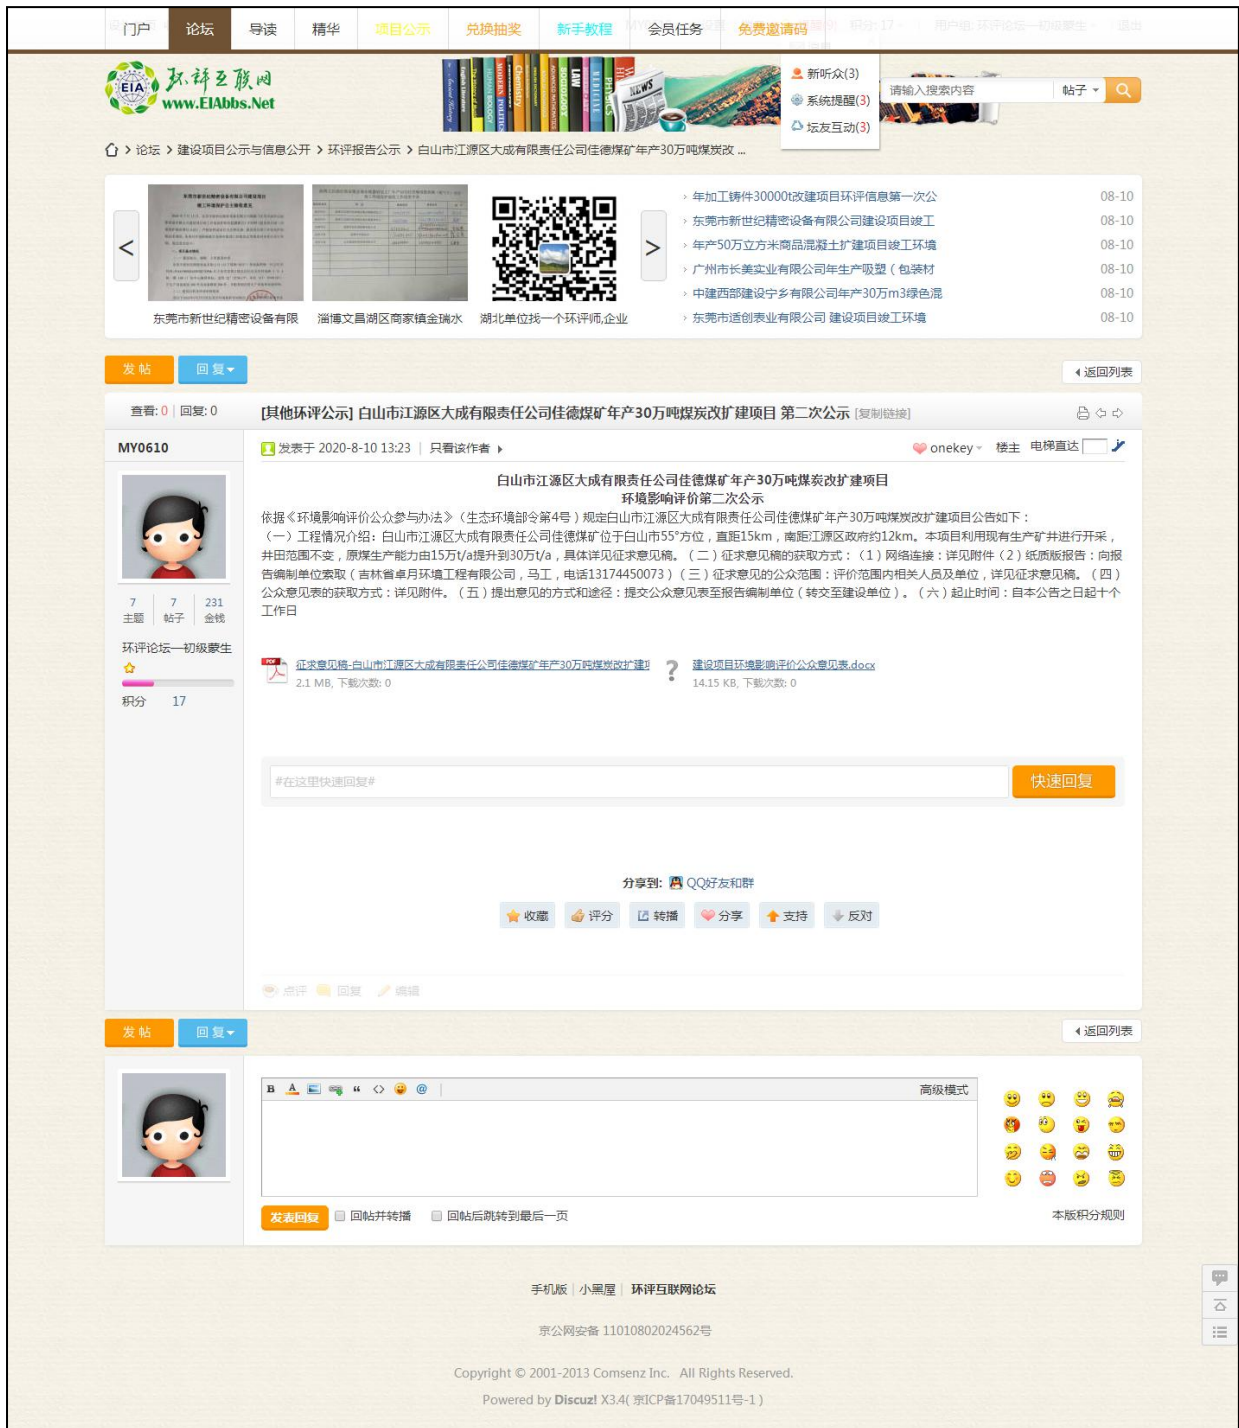 门户 论坛 导读 精华 项目公示 兑换抽奖 新手教程 会员任务 免费邀请码
积分: 17 用户组: 环评论坛—初级蒙生 退出
EIA 环评互联网
www.EIAbbs.Net
NEWS
新听众(3)
系统提醒(3)
坛友互动(3)
请输入搜索内容 帖子
论坛 › 建设项目公示与信息公开 › 环评报告公示 › 白山市江源区大成有限责任公司佳德煤矿年产30万吨煤炭改 ...
年加工铸件30000t改建项目环评信息第一次公 08-10
东莞市新世纪精密设备有限公司建设项目竣工 08-10
年产50万立方米商品混凝土扩建项目竣工环境 08-10
广州市长美实业有限公司年生产吸塑（包装材 08-10
中建西部建设宁乡有限公司年产30万m3绿色混 08-10
东莞市适创表业有限公司 建设项目竣工环境 08-10
东莞市新世纪精密设备有限 淄博文昌湖区商家镇金瑞水 湖北单位找一个环评师,企业
发帖 回复 返回列表
查看: 0 | 回复: 0 [其他环评公示] 白山市江源区大成有限责任公司佳德煤矿年产30万吨煤炭改扩建项目 第二次公示 [复制链接]
MY0610 发表于 2020-8-10 13:23 | 只看该作者 onekey 楼主 电梯直达
白山市江源区大成有限责任公司佳德煤矿年产30万吨煤炭改扩建项目
环境影响评价第二次公示
依据《环境影响评价公众参与办法》（生态环境部令第4号）规定白山市江源区大成有限责任公司佳德煤矿年产30万吨煤炭改扩建项目公告如下：
（一）工程情况介绍：白山市江源区大成有限责任公司佳德煤矿位于白山市55°方位，直距15km，南距江源区政府约12km。本项目利用现有生产矿井进行开采，
井田范围不变，原煤生产能力由15万t/a提升到30万t/a，具体详见征求意见稿。（二）征求意见稿的获取方式：（1）网络连接：详见附件（2）纸质版报告：向报
告编制单位索取（吉林省卓月环境工程有限公司，马工，电话13174450073）（三）征求意见的公众范围：评价范围内相关人员及单位，详见征求意见稿。（四）
公众意见表的获取方式：详见附件。（五）提出意见的方式和途径：提交公众意见表至报告编制单位（转交至建设单位）。（六）起止时间：自本公告之日起十个
工作日
7 7 231
主题 帖子 金钱
环评论坛—初级蒙生
积分 17
征求意见稿-白山市江源区大成有限责任公司佳德煤矿年产30万吨煤炭改扩建项
2.1 MB, 下载次数: 0
建设项目环境影响评价公众意见表.docx
14.15 KB, 下载次数: 0
#在这里快速回复# 快速回复
分享到: QQ好友和群
收藏 评分 转播 分享 支持 反对
点评 回复 编辑
发帖 回复 返回列表
B A “ <> @ 高级模式
发表回复 回帖并转播 回帖后跳转到最后一页 本版积分规则
手机版 | 小黑屋 | 环评互联网论坛
京公网安备 11010802024562号
Copyright © 2001-2013 Comsenz Inc. All Rights Reserved.
Powered by Discuz! X3.4( 京ICP备17049511号-1 )